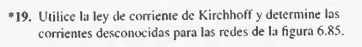 *19. Utilice la ley de corriente de Kirchhoff y determine las
corrientes desconocidas para las redes de la figura 6.85.